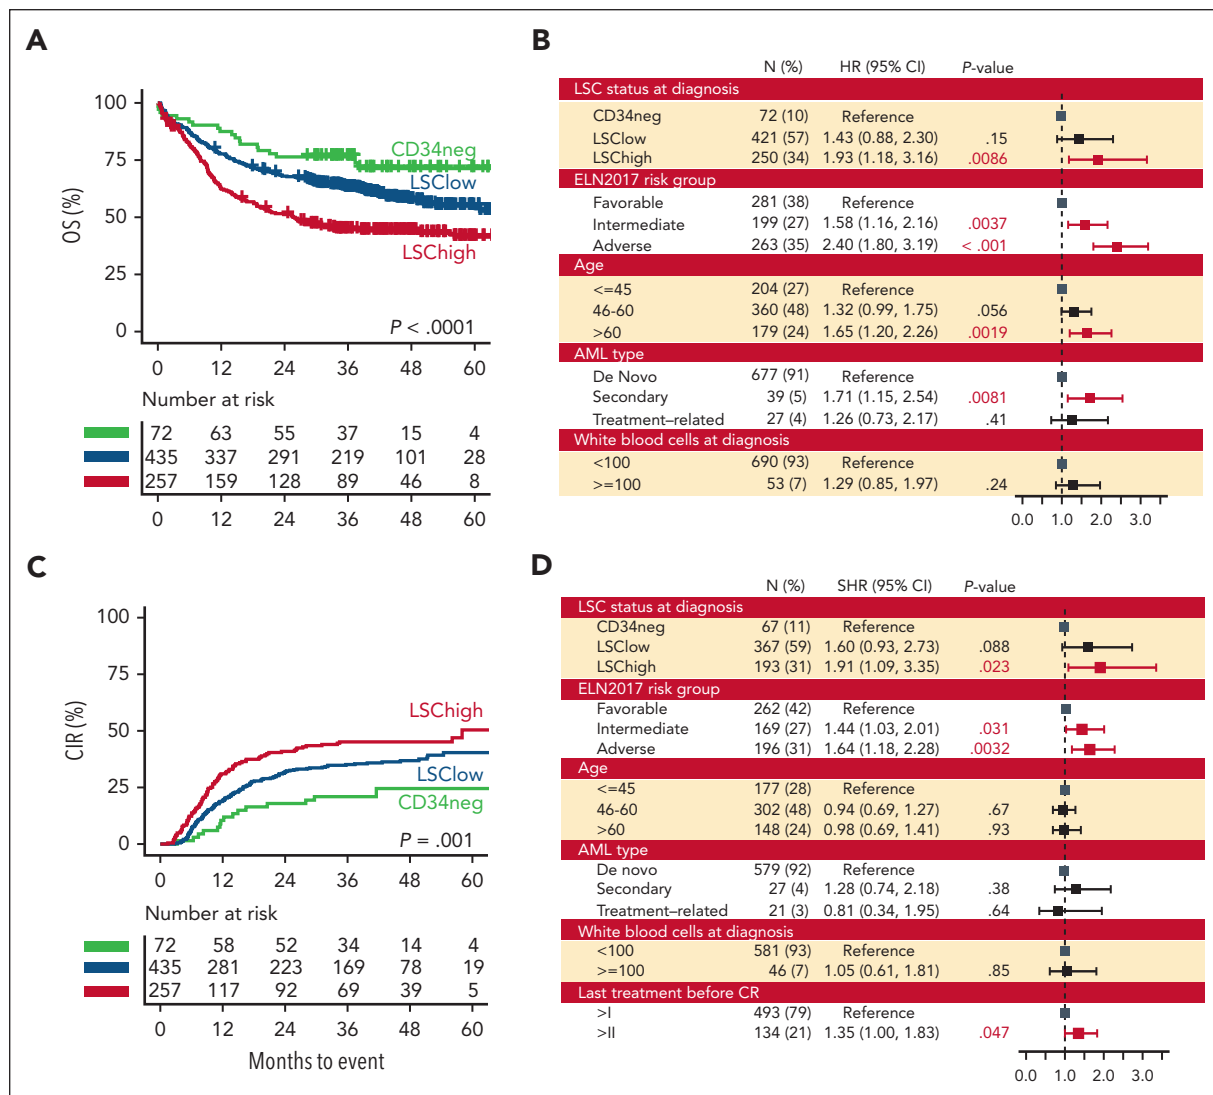 A
OS (%)
100
75
50
25
0
CD34neg
LSClow
LSChigh
P < .0001
0 12 24 36 48 60
Number at risk
72 63 55 37 15 4
435 337 291 219 101 28
257 159 128 89 46 8
0 12 24 36 48 60
B
N (%) HR (95% CI) P-value
LSC status at diagnosis
CD34neg 72 (10) Reference
LSClow 421 (57) 1.43 (0.88, 2.30) .15
LSChigh 250 (34) 1.93 (1.18, 3.16) .0086
ELN2017 risk group
Favorable 281 (38) Reference
Intermediate 199 (27) 1.58 (1.16, 2.16) .0037
Adverse 263 (35) 2.40 (1.80, 3.19) < .001
Age
<=45 204 (27) Reference
46-60 360 (48) 1.32 (0.99, 1.75) .056
>60 179 (24) 1.65 (1.20, 2.26) .0019
AML type
De Novo 677 (91) Reference
Secondary 39 (5) 1.71 (1.15, 2.54) .0081
Treatment–related 27 (4) 1.26 (0.73, 2.17) .41
White blood cells at diagnosis
<100 690 (93) Reference
>=100 53 (7) 1.29 (0.85, 1.97) .24
0.0 1.0 2.0 3.0
C
CIR (%)
100
75
50
25
0
LSChigh
LSClow
CD34neg
P = .001
0 12 24 36 48 60
Number at risk
72 58 52 34 14 4
435 281 223 169 78 19
257 117 92 69 39 5
0 12 24 36 48 60
Months to event
D
N (%) SHR (95% CI) P-value
LSC status at diagnosis
CD34neg 67 (11) Reference
LSClow 367 (59) 1.60 (0.93, 2.73) .088
LSChigh 193 (31) 1.91 (1.09, 3.35) .023
ELN2017 risk group
Favorable 262 (42) Reference
Intermediate 169 (27) 1.44 (1.03, 2.01) .031
Adverse 196 (31) 1.64 (1.18, 2.28) .0032
Age
<=45 177 (28) Reference
46-60 302 (48) 0.94 (0.69, 1.27) .67
>60 148 (24) 0.98 (0.69, 1.41) .93
AML type
De novo 579 (92) Reference
Secondary 27 (4) 1.28 (0.74, 2.18) .38
Treatment–related 21 (3) 0.81 (0.34, 1.95) .64
White blood cells at diagnosis
<100 581 (93) Reference
>=100 46 (7) 1.05 (0.61, 1.81) .85
Last treatment before CR
>I 493 (79) Reference
>II 134 (21) 1.35 (1.00, 1.83) .047
0.0 1.0 2.0 3.0